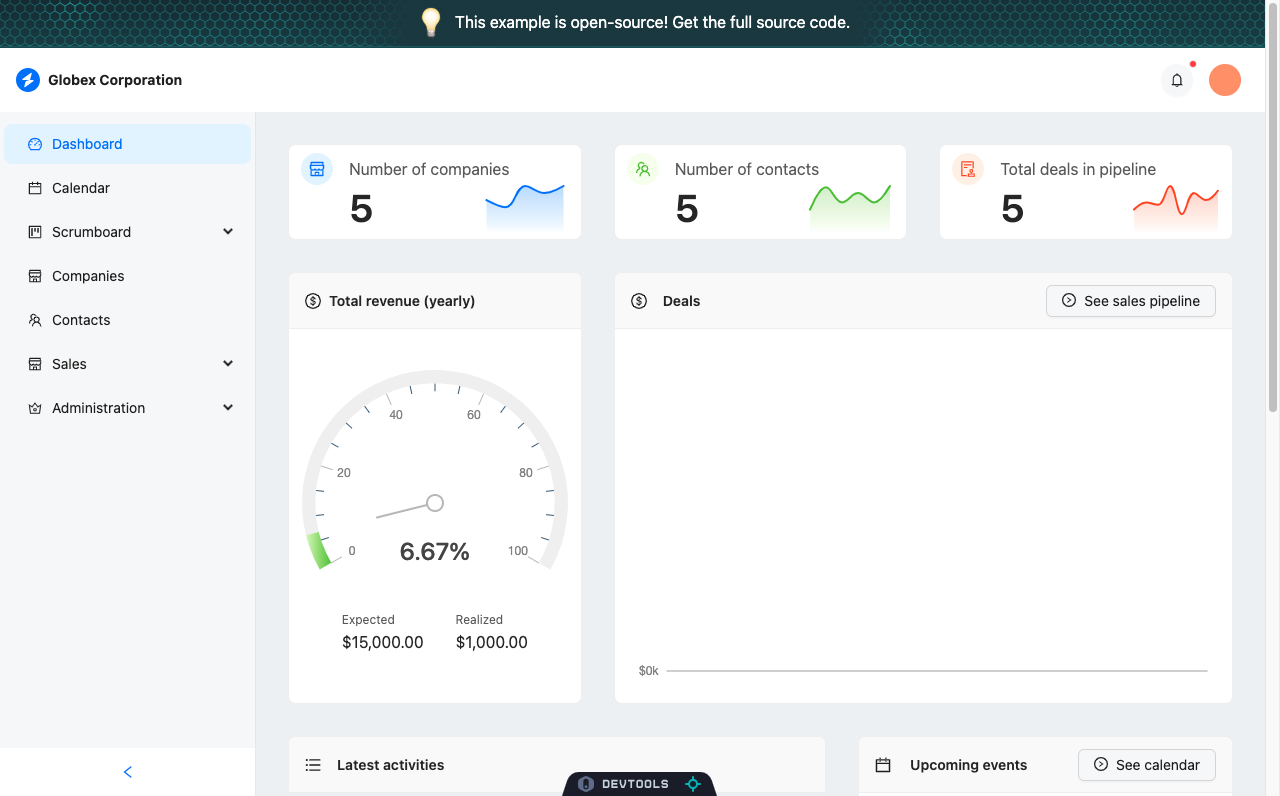 This example is open-source! Get the full source code.
Globex Corporation
Dashboard
Calendar
Scrumboard
Companies
Contacts
Sales
Administration
Number of companies
5
Number of contacts
5
Total deals in pipeline
5
Total revenue (yearly)
0
20
40
60
80
100
6.67%
Expected
$15,000.00
Realized
$1,000.00
Deals
See sales pipeline
$0k
Latest activities
Upcoming events
See calendar
DEVTOOLS